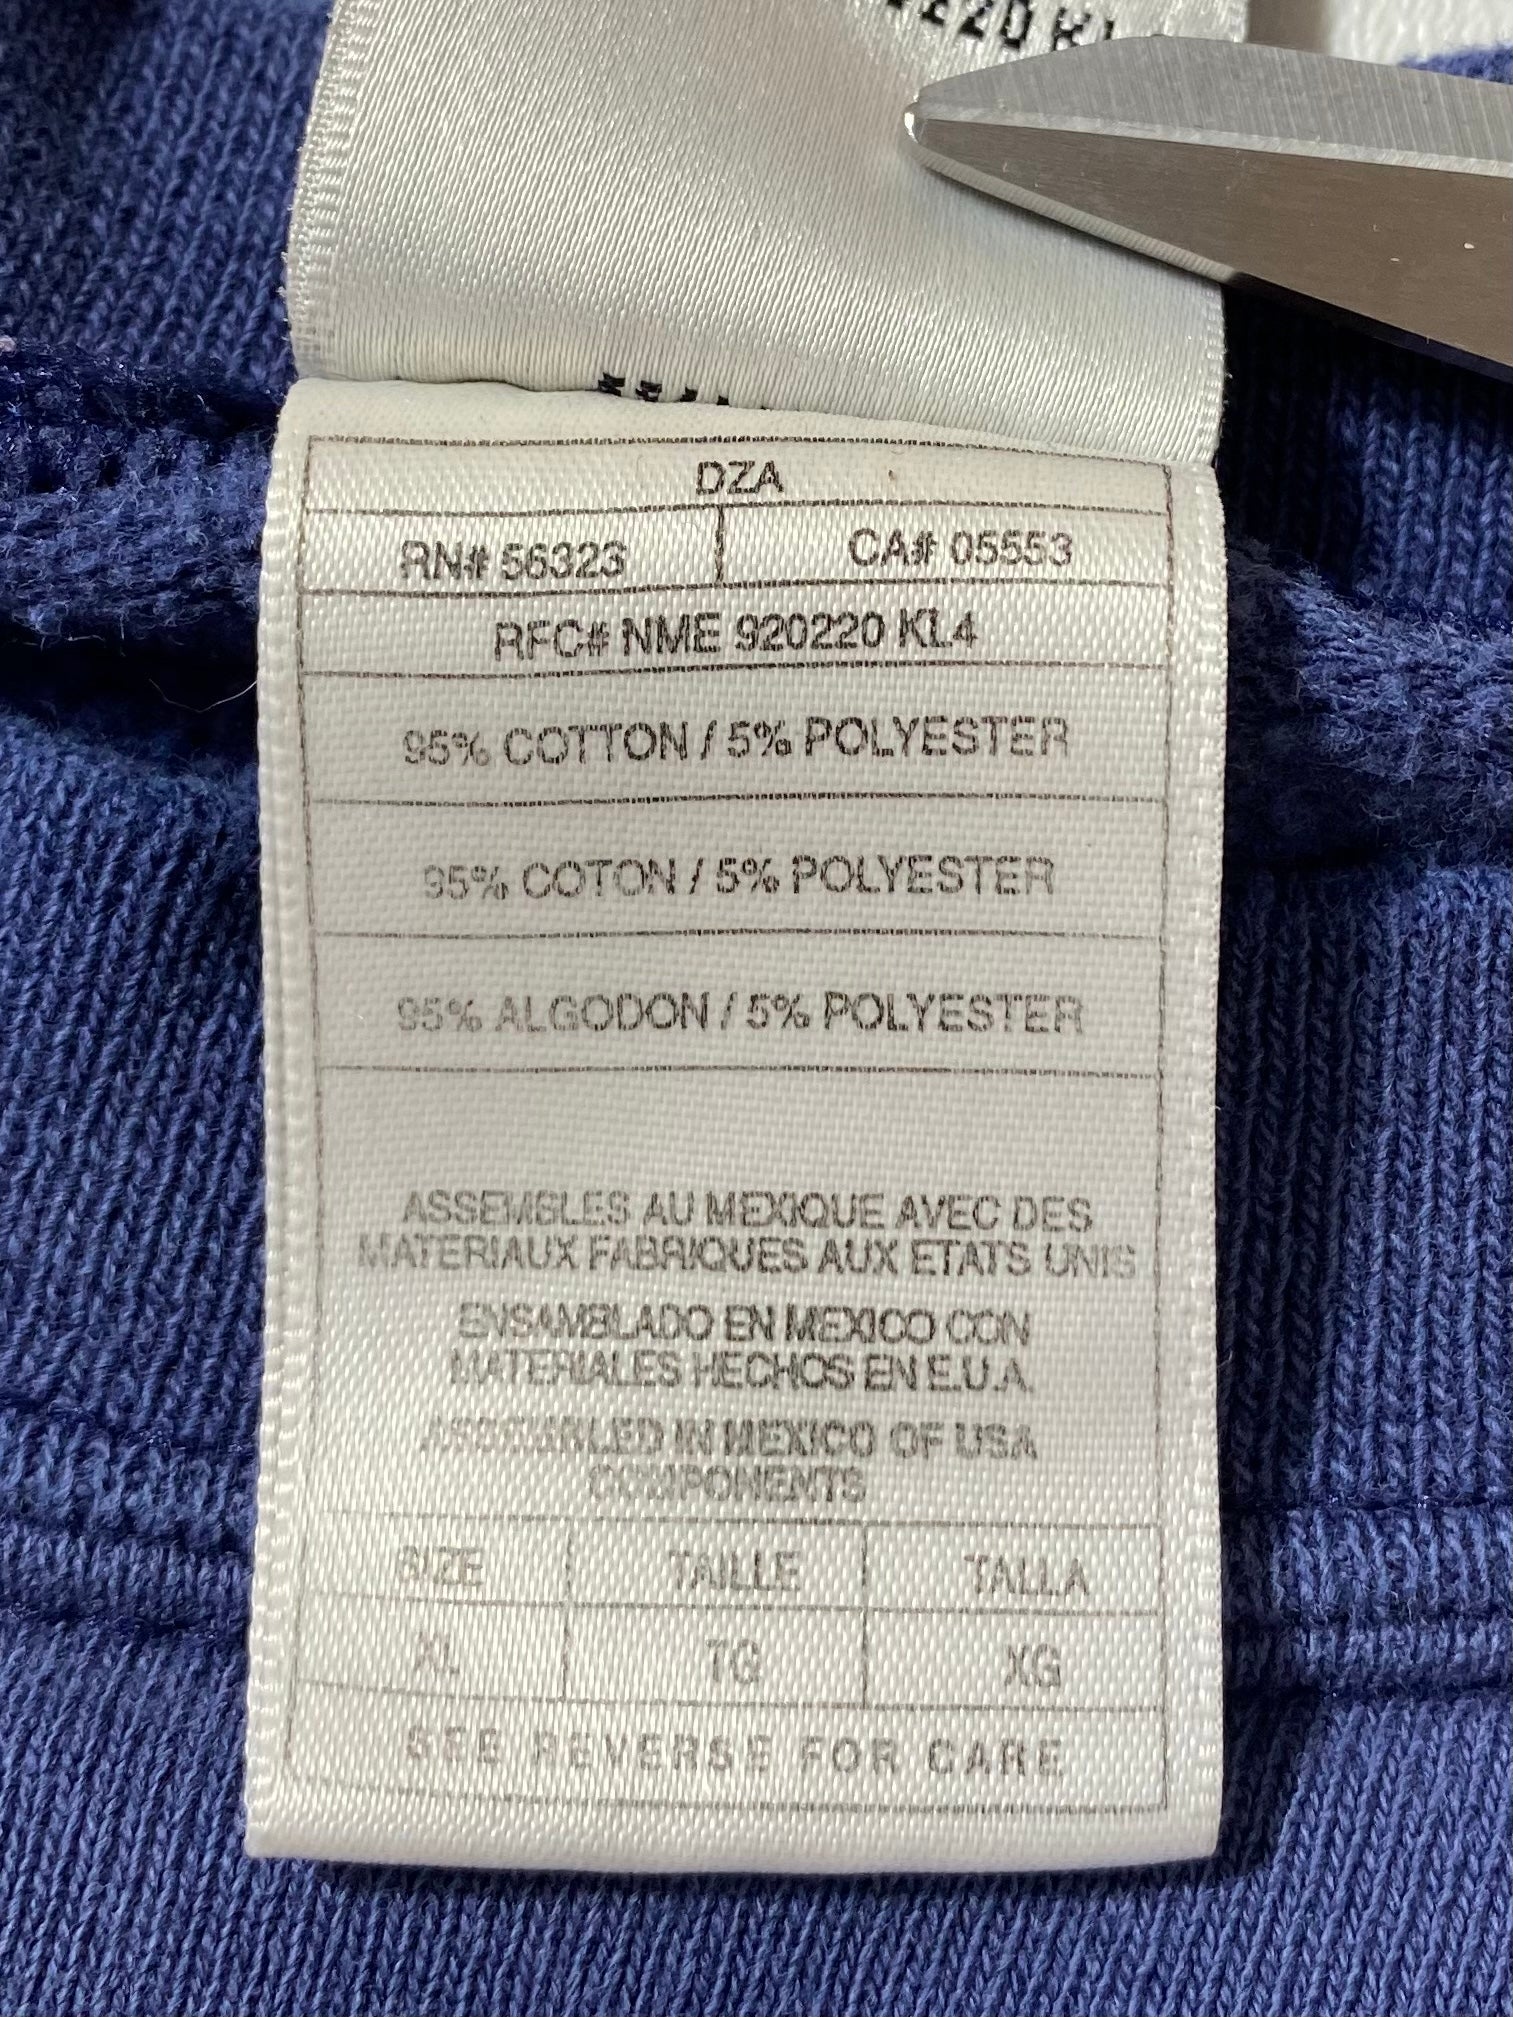 DZA
RN# 56323
CA# 05553
RFC# NME 920220 KL4
95% COTTON / 5% POLYESTER
95% COTON / 5% POLYESTER
95% ALGODON / 5% POLYESTER
ASSEMBLES AU MEXIQUE AVEC DES
MATERIAUX FABRIQUES AUX ETATS UNIS
ENSAMBLADO EN MEXICO CON
MATERIALES HECHOS EN E.U.A.
ASSEMBLED IN MEXICO OF USA
COMPONENTS
SIZE TAILLE TALLA
XL TG XG
SEE REVERSE FOR CARE